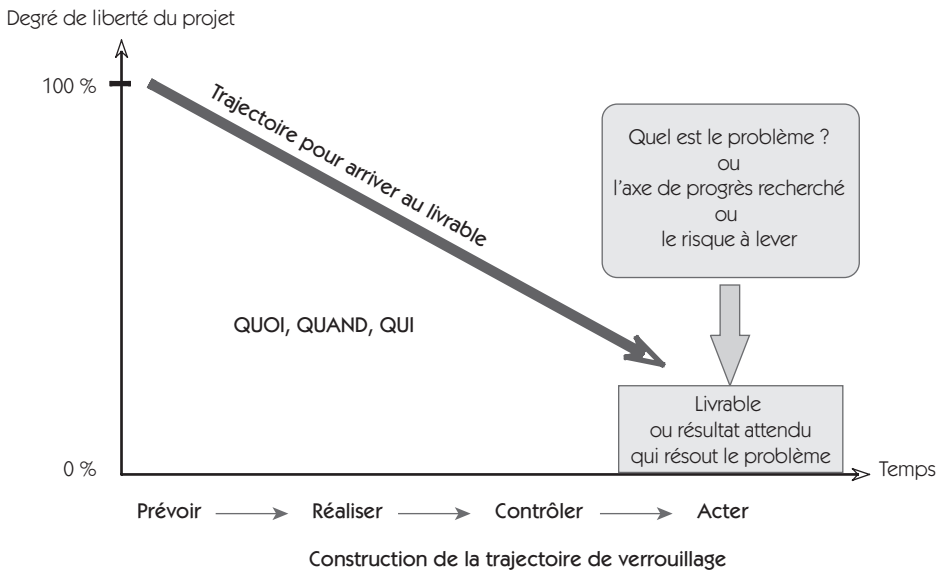 Degré de liberté du projet
100 %
Trajectoire pour arriver au livrable
Quel est le problème ?
ou
l'axe de progrès recherché
ou
le risque à lever
QUOI, QUAND, QUI
Livrable
ou résultat attendu
qui résout le problème
0 %
Temps
Prévoir Réaliser Contrôler Acter
Construction de la trajectoire de verrouillage